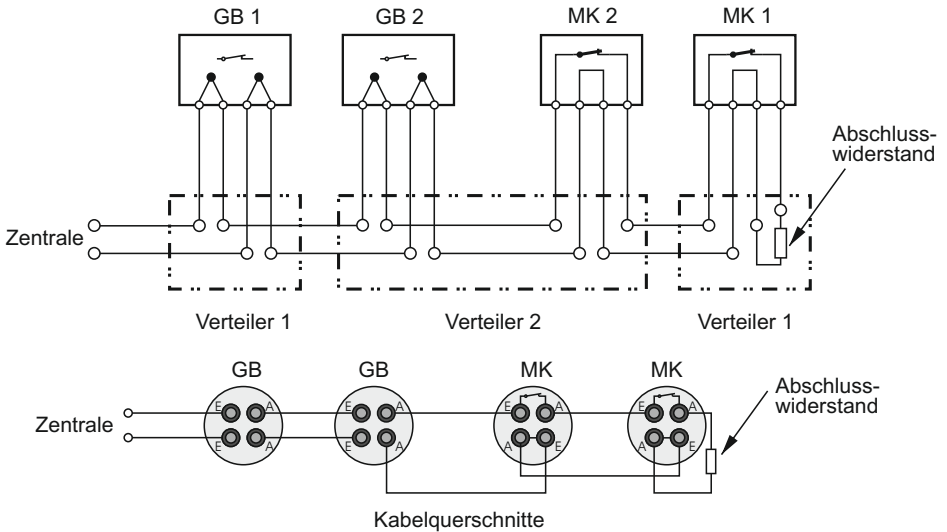 GB 1
GB 2
MK 2
MK 1
Abschluss-
widerstand
Zentrale
Verteiler 1
Verteiler 2
Verteiler 1
GB
GB
MK
MK
Abschluss-
widerstand
Zentrale
E A
E A
E A
E A
E A
A E
E A
A E
Kabelquerschnitte